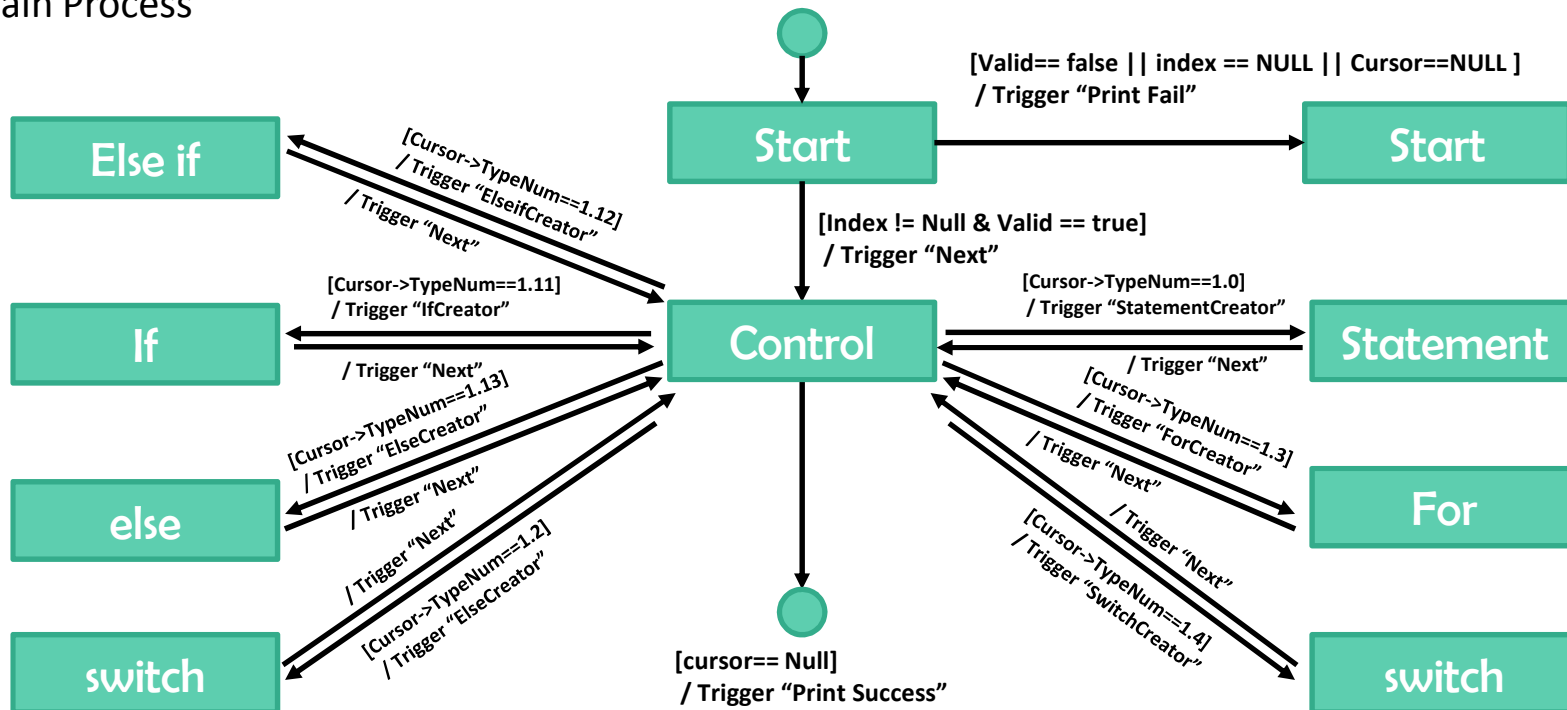 ain Process
[Valid== false || index == NULL || Cursor==NULL ]
/ Trigger “Print Fail”
Start
Start
Else if
[Cursor->TypeNum==1.12]
/ Trigger “ElseifCreator”
/ Trigger “Next”
[Index != Null & Valid == true]
/ Trigger “Next”
[Cursor->TypeNum==1.11]
/ Trigger “IfCreator”
[Cursor->TypeNum==1.0]
/ Trigger “StatementCreator”
If
Control
Statement
/ Trigger “Next”
/ Trigger “Next”
[Cursor->TypeNum==1.13]
/ Trigger “ElseCreator”
/ Trigger “Next”
[Cursor->TypeNum==1.3]
/ Trigger “ForCreator”
/ Trigger “Next”
else
For
/ Trigger “Next”
[Cursor->TypeNum==1.2]
/ Trigger “ElseCreator”
/ Trigger “Next”
[Cursor->TypeNum==1.4]
/ Trigger “SwitchCreator”
switch
[cursor== Null]
/ Trigger “Print Success”
switch